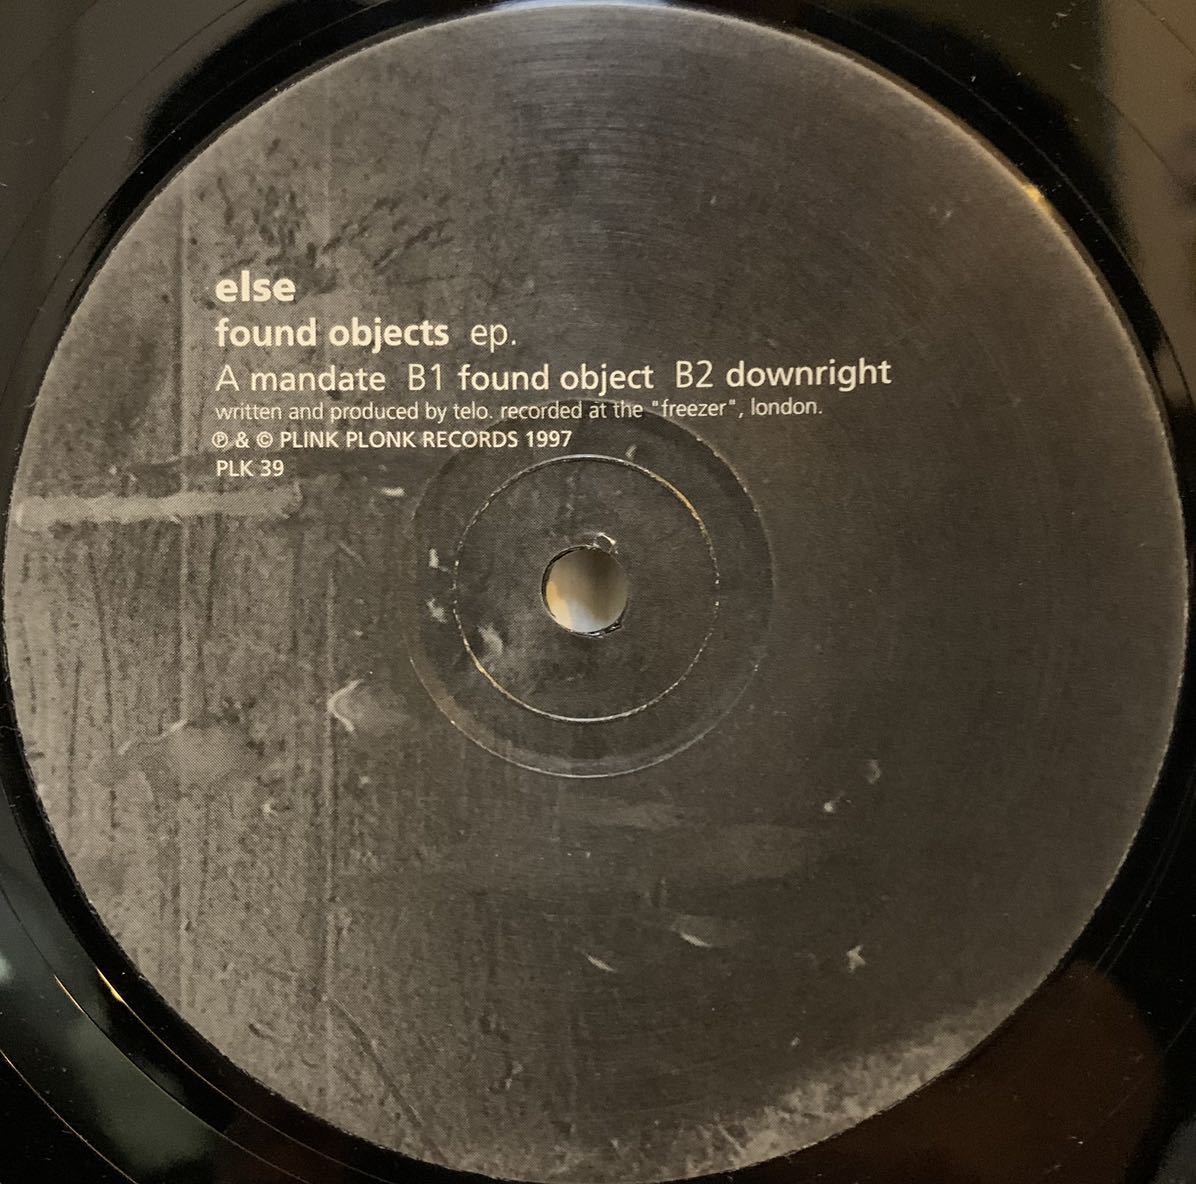 else
found objects ep.
A mandate B1 found object B2 downright
written and produced by telo. recorded at the "freezer", london.
℗ & © PLINK PLONK RECORDS 1997
PLK 39